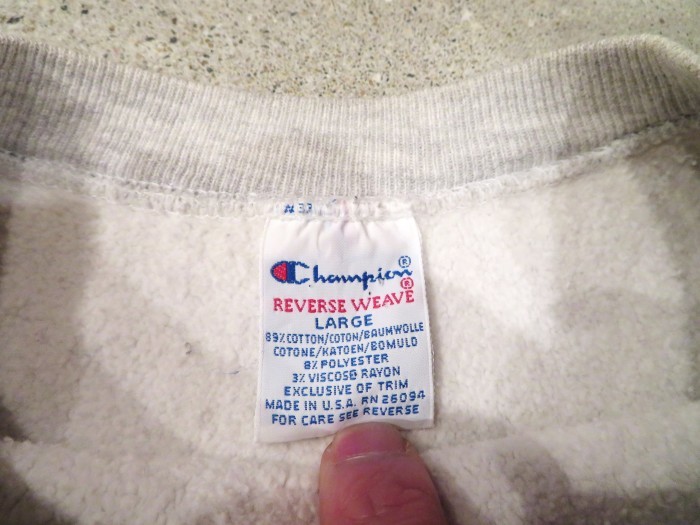 N33
Champion®
REVERSE WEAVE®
LARGE
89% COTTON/COTON/BAUMWOLLE
COTONE/KATOEN/BOMULD
8% POLYESTER
3% VISCOSE RAYON
EXCLUSIVE OF TRIM
MADE IN U.S.A. RN 26094
FOR CARE SEE REVERSE